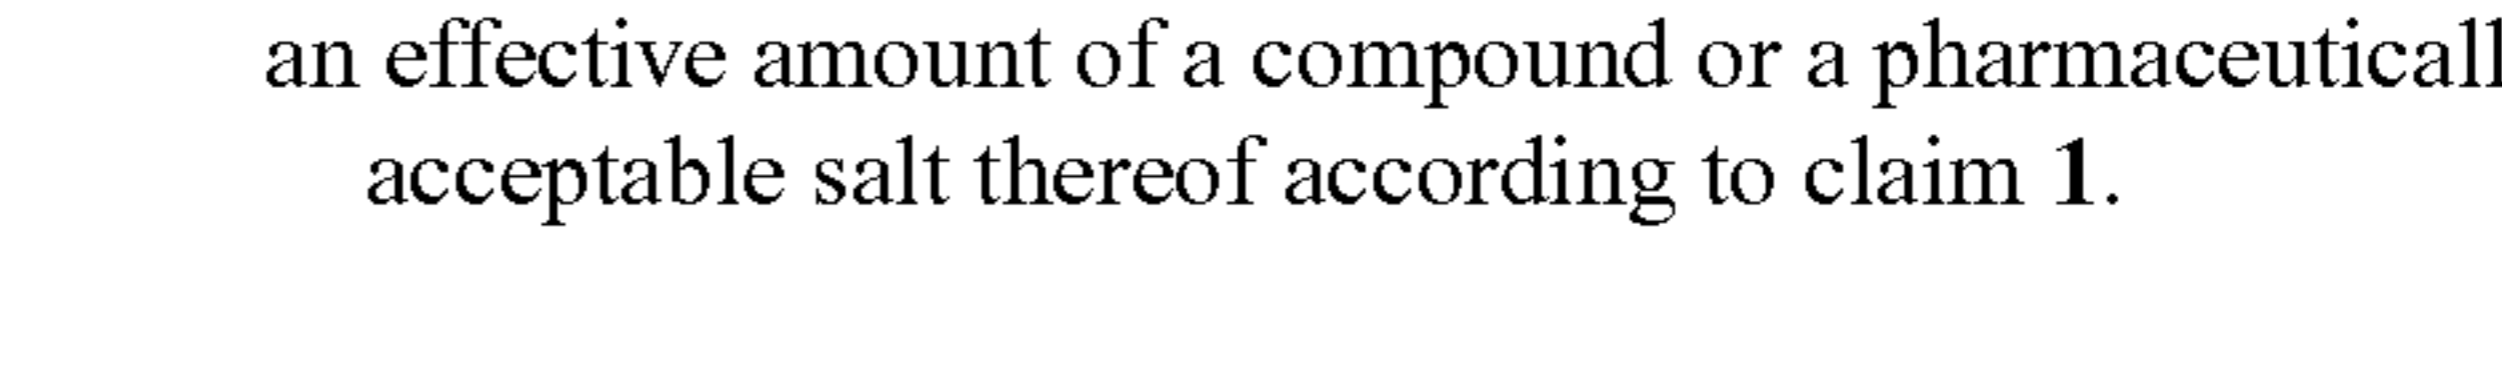 an effective amount of a compound or a pharmaceuticall
acceptable salt thereof according to claim 1.